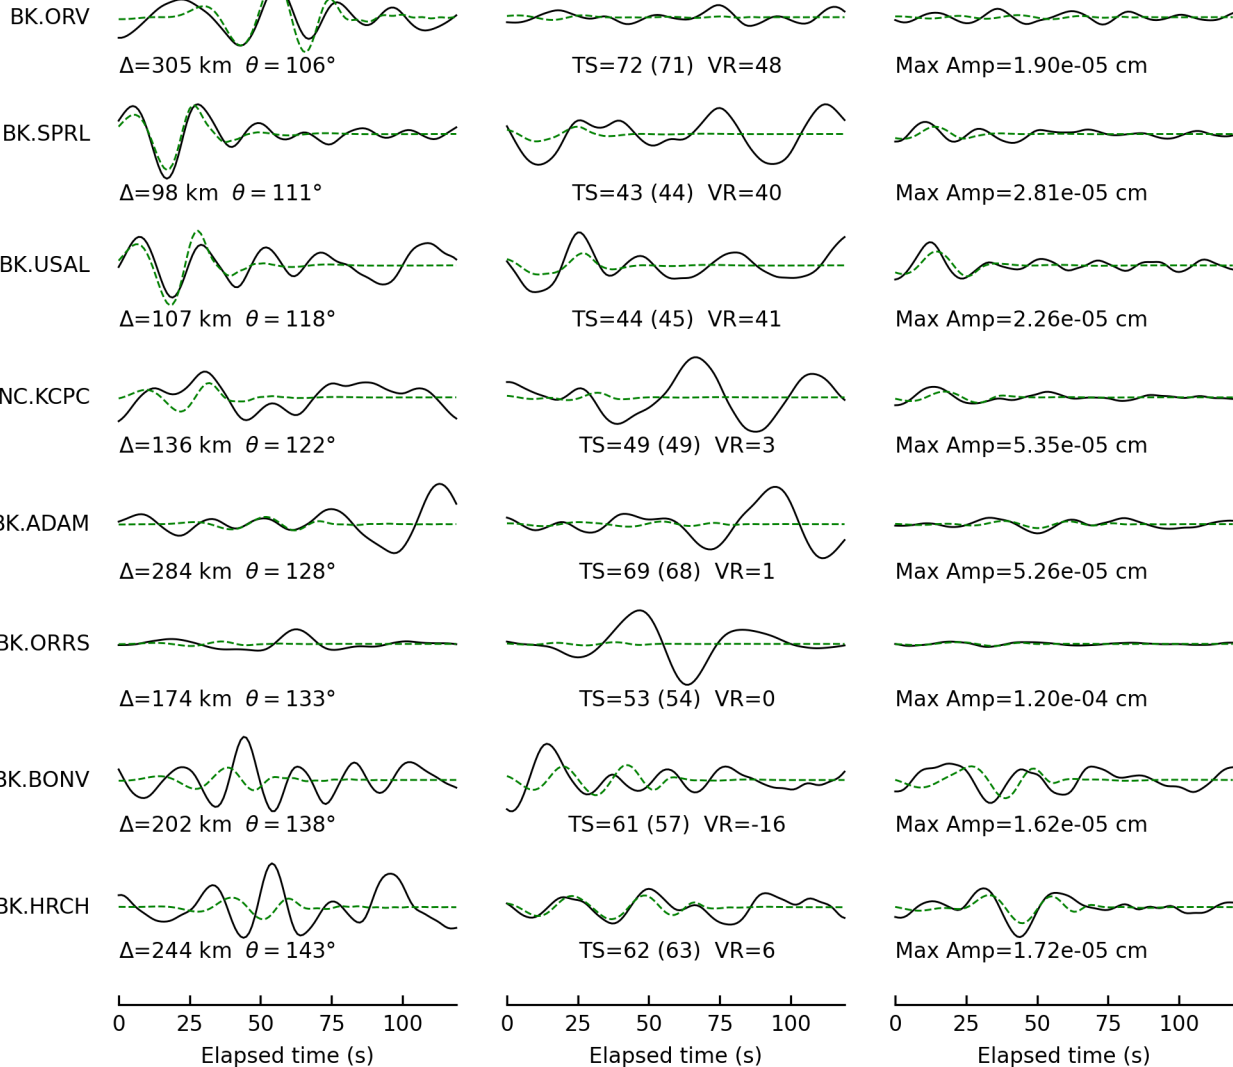 BK.ORV
Δ=305 km θ = 106° TS=72 (71) VR=48 Max Amp=1.90e-05 cm
BK.SPRL
Δ=98 km θ = 111° TS=43 (44) VR=40 Max Amp=2.81e-05 cm
BK.USAL
Δ=107 km θ = 118° TS=44 (45) VR=41 Max Amp=2.26e-05 cm
NC.KCPC
Δ=136 km θ = 122° TS=49 (49) VR=3 Max Amp=5.35e-05 cm
BK.ADAM
Δ=284 km θ = 128° TS=69 (68) VR=1 Max Amp=5.26e-05 cm
BK.ORRS
Δ=174 km θ = 133° TS=53 (54) VR=0 Max Amp=1.20e-04 cm
BK.BONV
Δ=202 km θ = 138° TS=61 (57) VR=-16 Max Amp=1.62e-05 cm
BK.HRCH
Δ=244 km θ = 143° TS=62 (63) VR=6 Max Amp=1.72e-05 cm
0 25 50 75 100 0 25 50 75 100 0 25 50 75 100
Elapsed time (s) Elapsed time (s) Elapsed time (s)